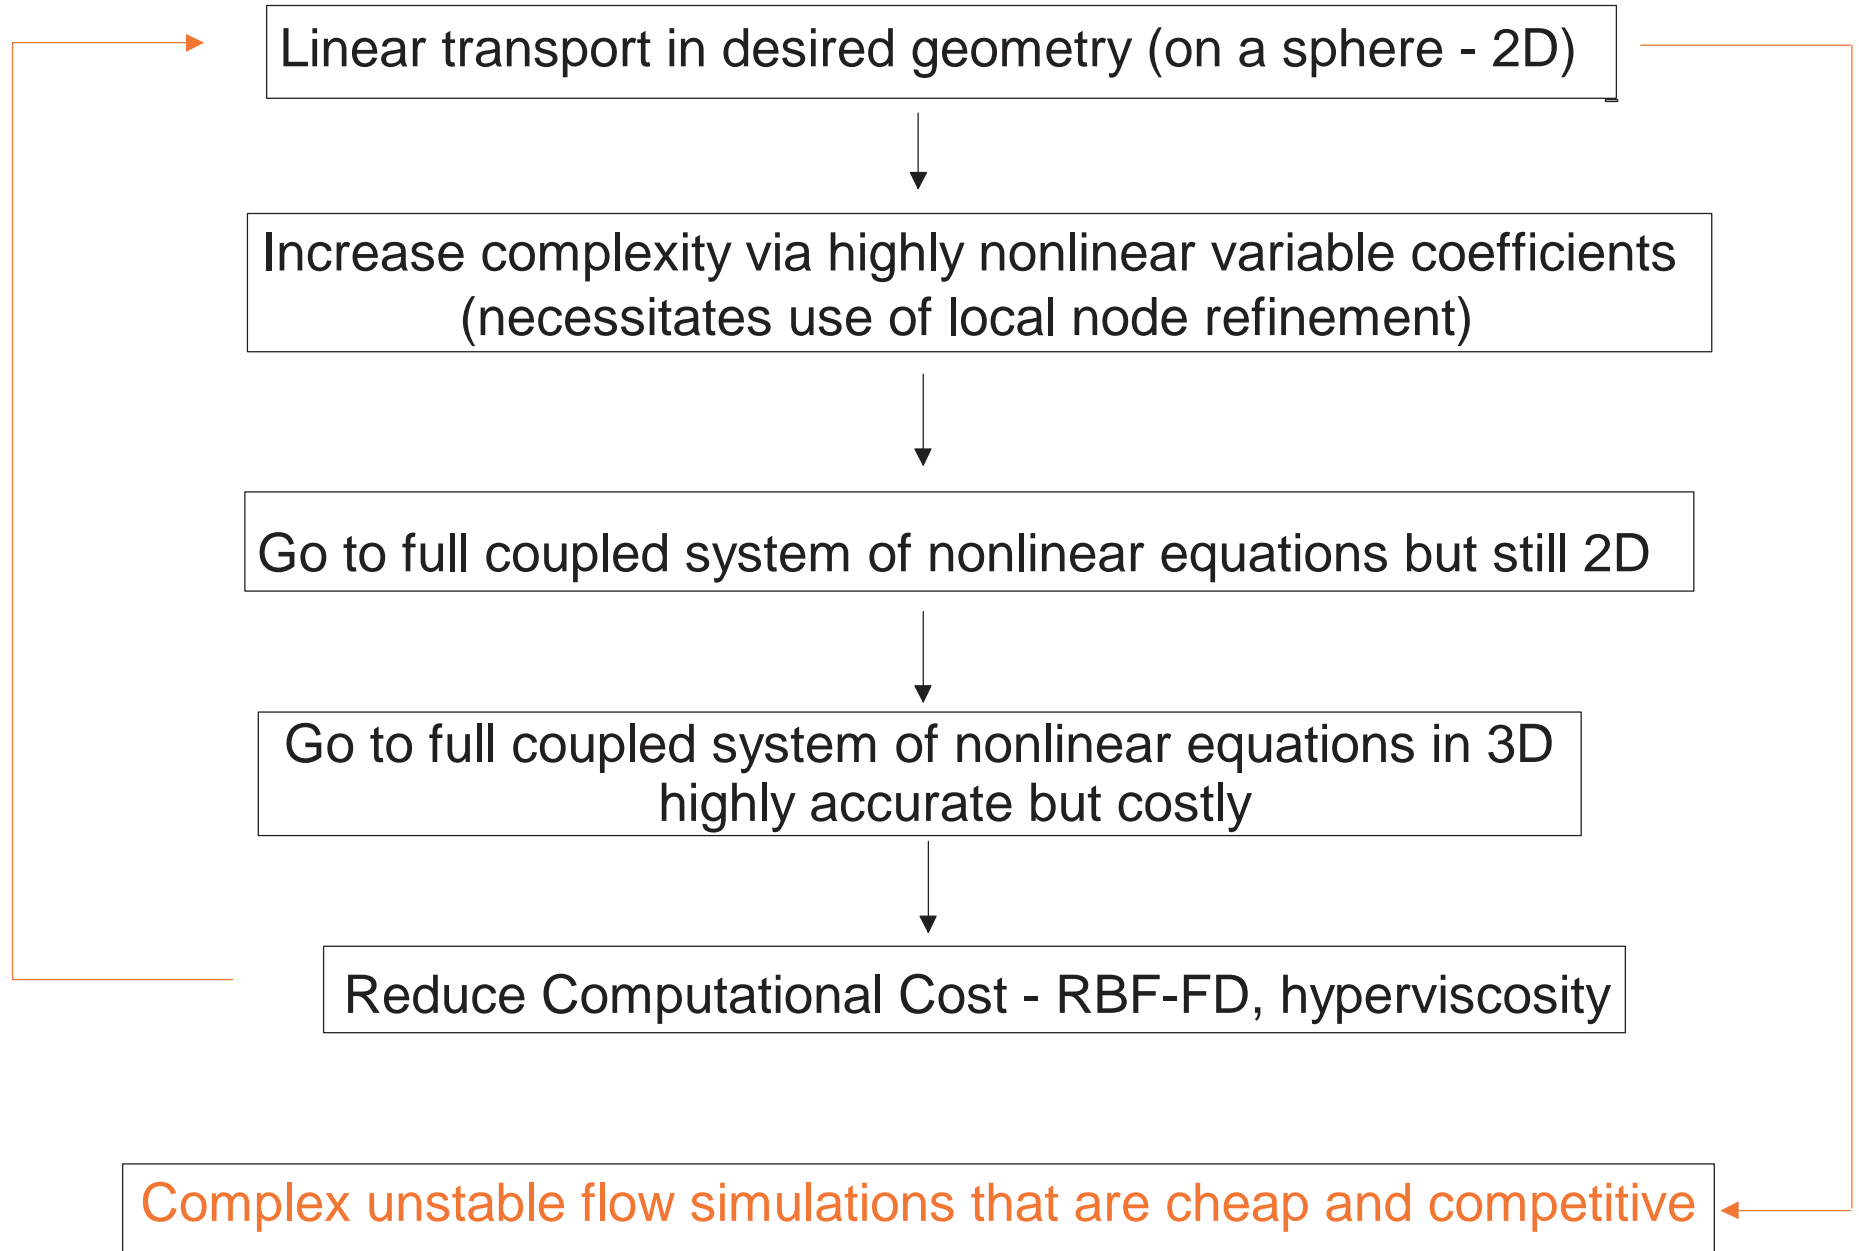 Linear transport in desired geometry (on a sphere - 2D)
Increase complexity via highly nonlinear variable coefficients
(necessitates use of local node refinement)
Go to full coupled system of nonlinear equations but still 2D
Go to full coupled system of nonlinear equations in 3D
highly accurate but costly
Reduce Computational Cost - RBF-FD, hyperviscosity
Complex unstable flow simulations that are cheap and competitive